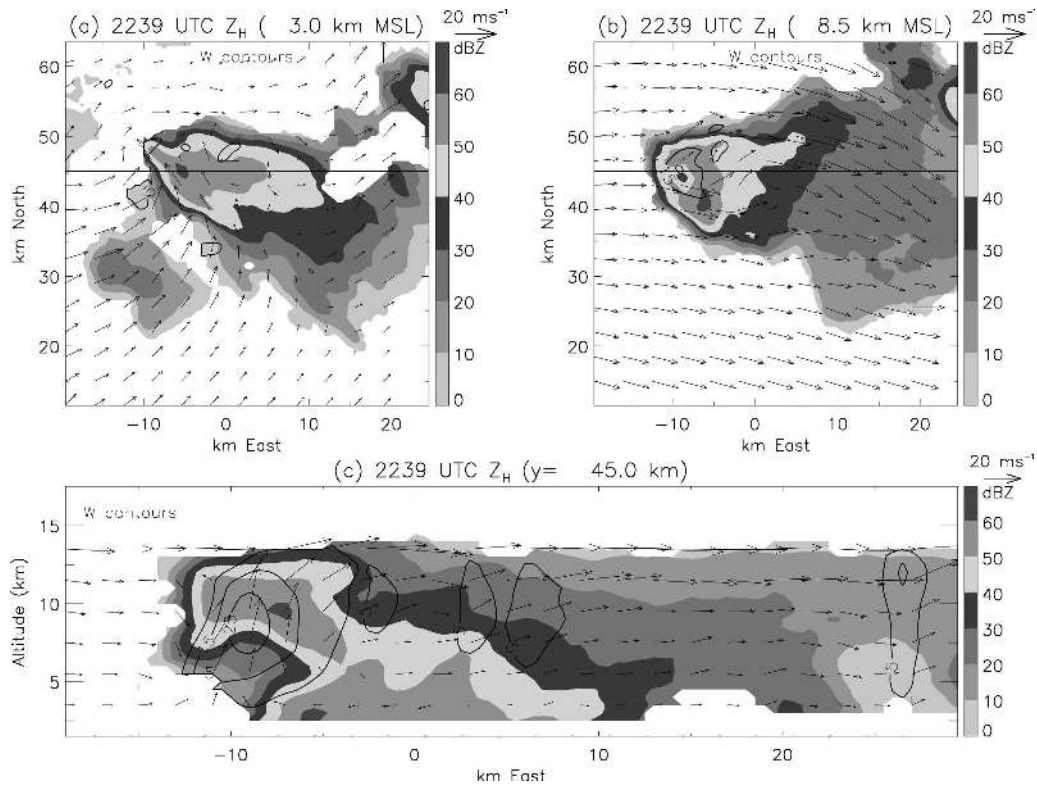 (a) 2239 UTC Z_H ( 3.0 km MSL)
20 ms⁻¹
dBZ
W contours
60
50
40
30
20
km North
-10
0
10
20
km East
60
50
40
30
20
10
0
(b) 2239 UTC Z_H ( 8.5 km MSL)
20 ms⁻¹
dBZ
W contours
60
50
40
30
20
km North
-10
0
10
20
km East
60
50
40
30
20
10
0
(c) 2239 UTC Z_H (y= 45.0 km)
20 ms⁻¹
dBZ
W contours
15
10
5
Altitude (km)
-10
0
10
20
km East
60
50
40
30
20
10
0